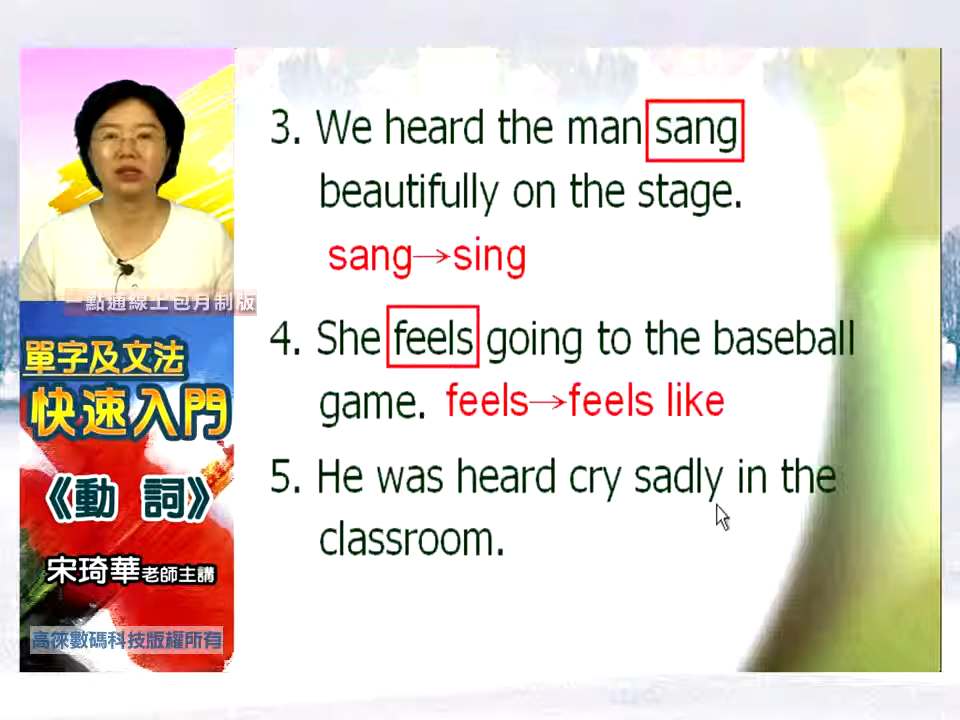 3. We heard the man sang
beautifully on the stage.
sang→sing
4. She feels going to the baseball
game. feels→feels like
5. He was heard cry sadly in the
classroom.
一點通線上包月制版
單字及文法
快速入門
《動 詞》
宋琦華老師主講
高徠數碼科技版權所有